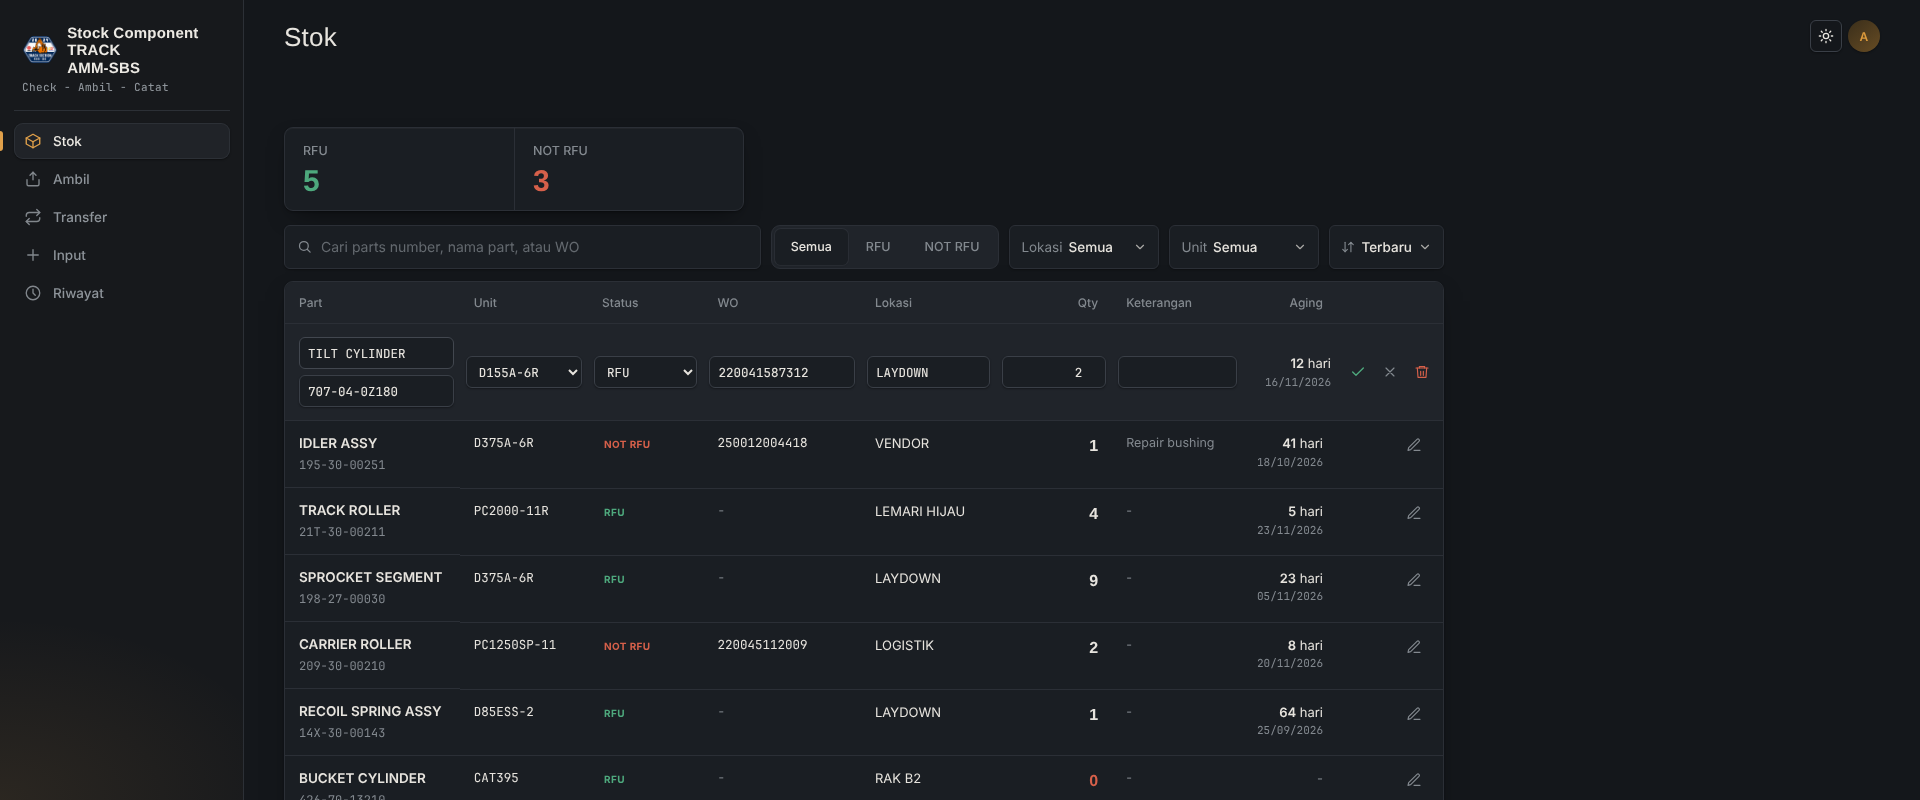 Stock Component
TRACK
AMM-SBS
Check - Ambil - Catat
Stok
Ambil
Transfer
Input
Riwayat
Stok
A
RFU
5
NOT RFU
3
Cari parts number, nama part, atau WO
Semua RFU NOT RFU
Lokasi Semua
Unit Semua
Terbaru
Part Unit Status WO Lokasi Qty Keterangan Aging
TILT CYLINDER
707-04-0Z180
D155A-6R RFU 220041587312 LAYDOWN 2
12 hari
16/11/2026
IDLER ASSY D375A-6R NOT RFU 250012004418 VENDOR 1 Repair bushing 41 hari
195-30-00251 18/10/2026
TRACK ROLLER PC2000-11R RFU - LEMARI HIJAU 4 - 5 hari
21T-30-00211 23/11/2026
SPROCKET SEGMENT D375A-6R RFU - LAYDOWN 9 - 23 hari
198-27-00030 05/11/2026
CARRIER ROLLER PC1250SP-11 NOT RFU 220045112009 LOGISTIK 2 - 8 hari
209-30-00210 20/11/2026
RECOIL SPRING ASSY D85ESS-2 RFU - LAYDOWN 1 - 64 hari
14X-30-00143 25/09/2026
BUCKET CYLINDER CAT395 RFU - RAK B2 0 - -